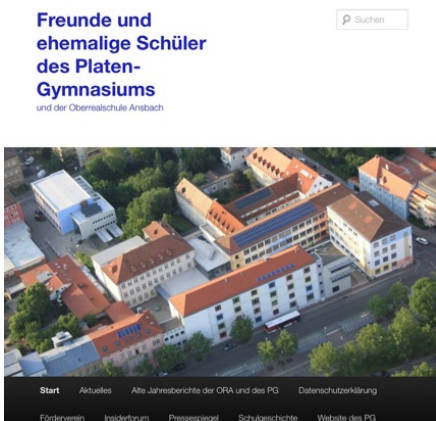 Freunde und
ehemalige Schüler
des Platen-
Gymnasiums
und der Oberrealschule Ansbach
Suchen
Start Aktuelles Alte Jahresberichte der ORA und des PG Datenschutzerklärung
Förderverein Insiderforum Pressespiegel Schulgeschichte Website des PG